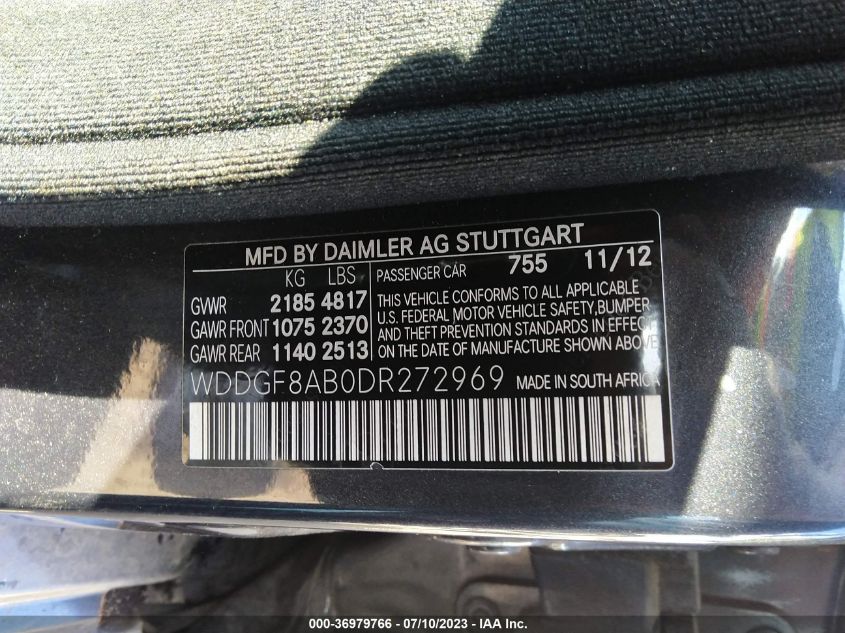 MFD BY DAIMLER AG STUTTGART
KG LBS
GVWR 2185 4817
GAWR FRONT 1075 2370
GAWR REAR 1140 2513
PASSENGER CAR 755 11/12
THIS VEHICLE CONFORMS TO ALL APPLICABLE
U.S. FEDERAL MOTOR VEHICLE SAFETY,BUMPER
AND THEFT PREVENTION STANDARDS IN EFFECT
ON DATE OF MANUFACTURE SHOWN ABOVE
WDDGF8AB0DR272969 MADE IN SOUTH AFRICA
000-36979766 - 07/10/2023 - IAA Inc.